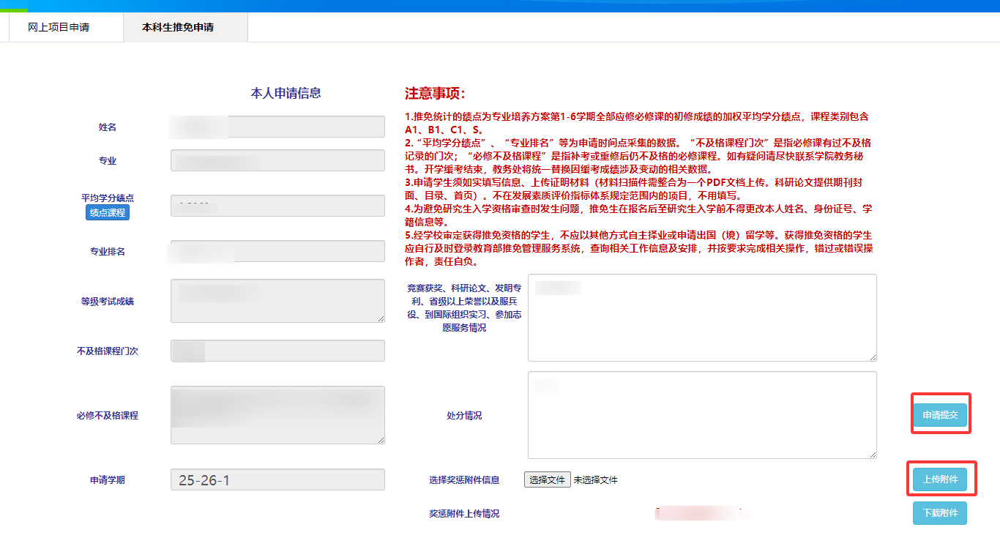 网上项目申请
本科生推免申请
本人申请信息
姓名
专业
平均学分绩点
绩点课程
专业排名
等级考试成绩
不及格课程门次
必修不及格课程
申请学期
25-26-1
注意事项：
1.推免统计的绩点为专业培养方案第1-6学期全部应修必修课的初修成绩的加权平均学分绩点，课程类别包含
A1、B1、C1、S。
2.“平均学分绩点”、“专业排名”等为申请时间点采集的数据。“不及格课程门次”是指必修课有过不及格
记录的门次；“必修不及格课程”是指补考或重修后仍不及格的必修课程。如有疑问请尽快联系学院教务秘
书。开学缓考结束，教务处将统一替换因缓考成绩涉及变动的相关数据。
3.申请学生须如实填写信息、上传证明材料（材料扫描件需整合为一个PDF文档上传。科研论文提供期刊封
面、目录、首页）。不在发展素质评价指标体系规定范围内的项目，不用填写。
4.为避免研究生入学资格审查时发生问题，推免生在报名后至研究生入学前不得更改本人姓名、身份证号、学
籍信息等。
5.经学校审定获得推免资格的学生，不应以其他方式自主择业或申请出国（境）留学等。获得推免资格的学生
应自行及时登录教育部推免管理服务系统，查询相关工作信息及安排，并按要求完成相关操作，错过或错误操
作者，责任自负。
竞赛获奖、科研论文、发明专
利、省级以上荣誉以及服兵
役、到国际组织实习、参加志
愿服务情况
处分情况
申请提交
选择奖惩附件信息
选择文件 未选择文件
上传附件
奖惩附件上传情况
下载附件